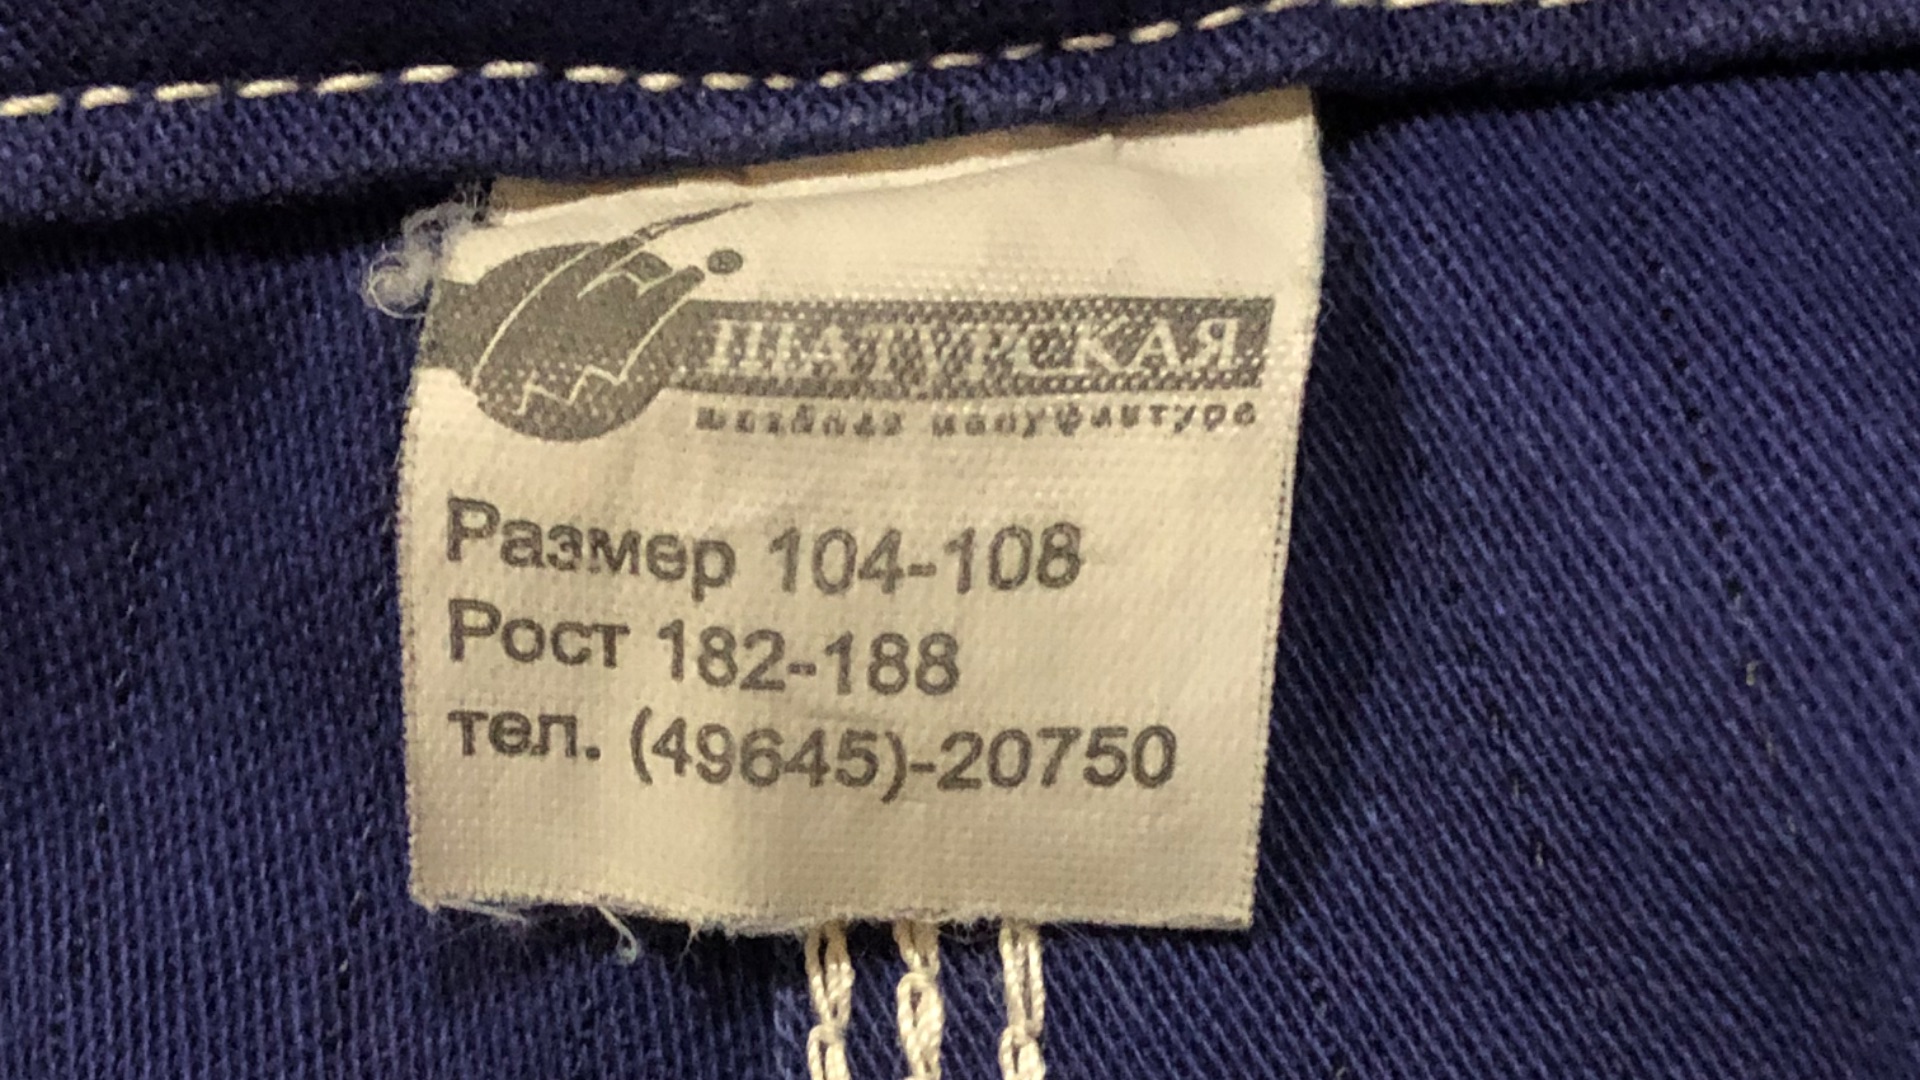 ®
ШАТУРСКАЯ
швейная мануфактура
Размер 104-108
Рост 182-188
тел. (49645)-20750